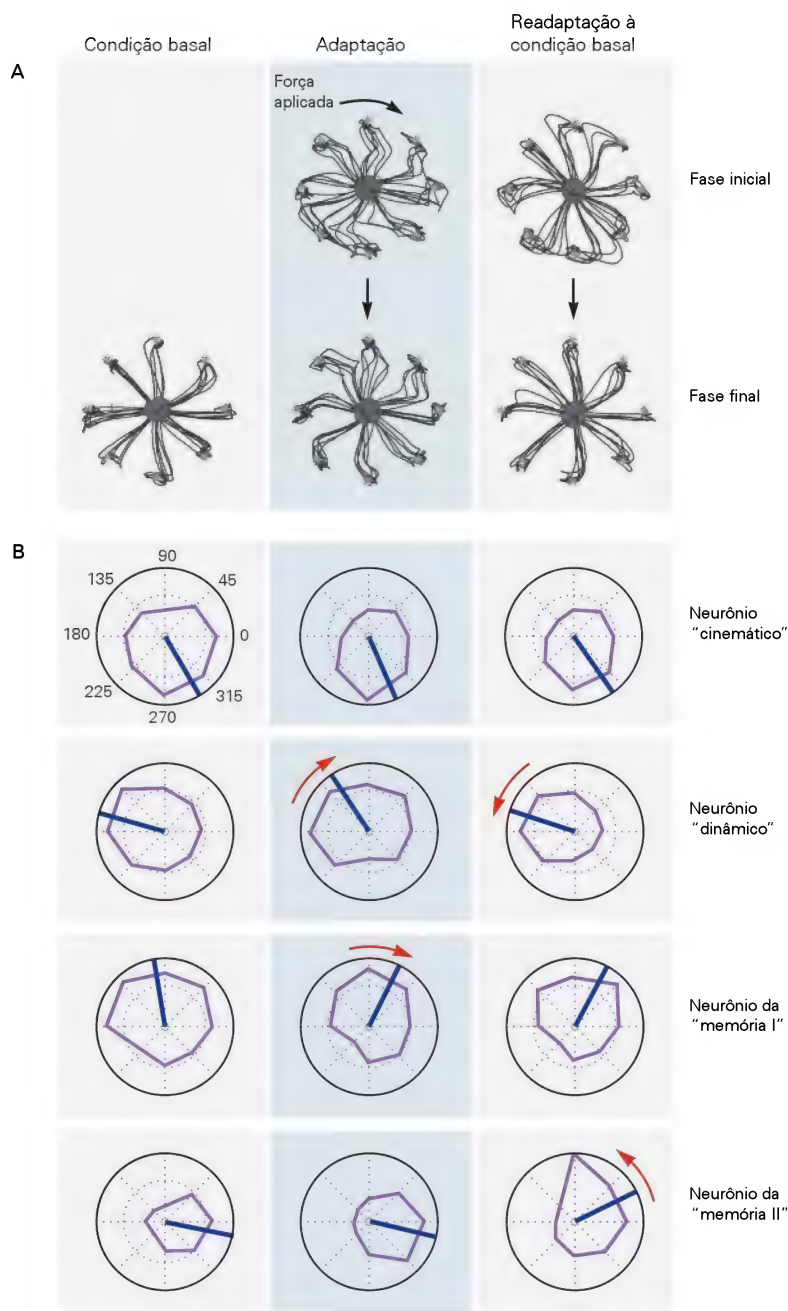 Condição basal
Adaptação
Readaptação à
condição basal
A
Força
aplicada
Fase inicial
Fase final
B
90
135
45
180
0
225
315
270
Neurônio
“cinemático”
Neurônio
“dinâmico”
Neurônio da
“memória I”
Neurônio da
“memória II”